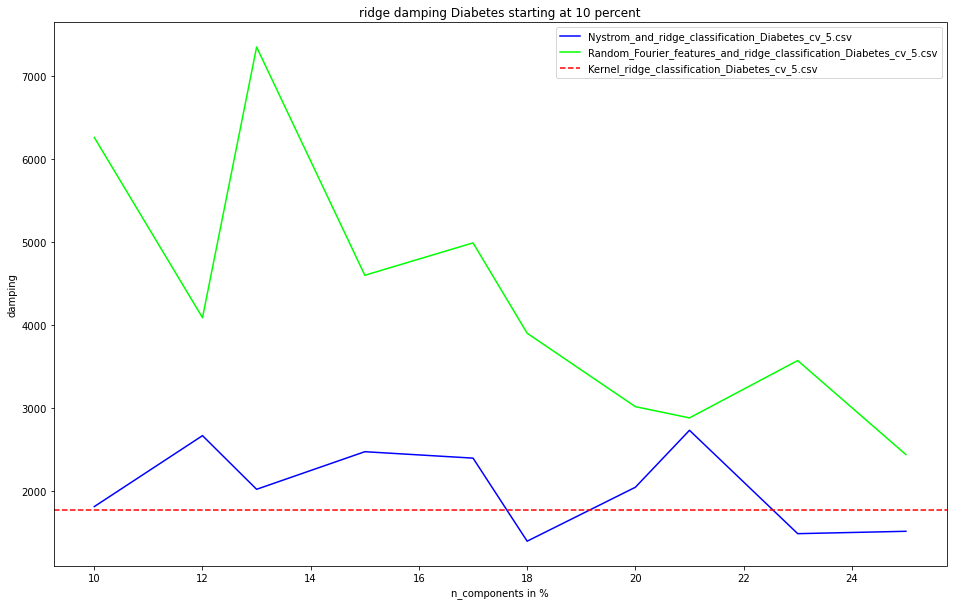 ridge damping Diabetes starting at 10 percent
Nystrom_and_ridge_classification_Diabetes_cv_5.csv
Random_Fourier_features_and_ridge_classification_Diabetes_cv_5.csv
Kernel_ridge_classification_Diabetes_cv_5.csv
7000
6000
5000
4000
3000
2000
damping
10 12 14 16 18 20 22 24
n_components in %